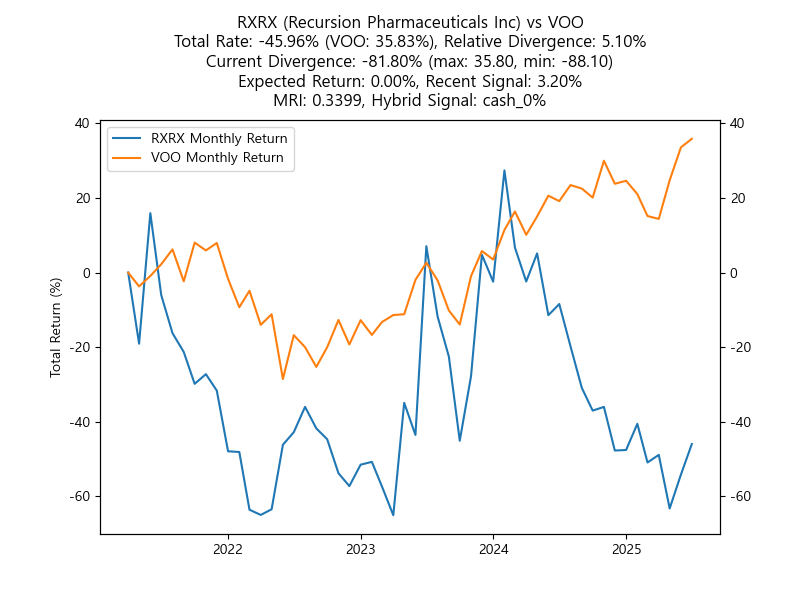 RXRX (Recursion Pharmaceuticals Inc) vs VOO
Total Rate: -45.96% (VOO: 35.83%), Relative Divergence: 5.10%
Current Divergence: -81.80% (max: 35.80, min: -88.10)
Expected Return: 0.00%, Recent Signal: 3.20%
MRI: 0.3399, Hybrid Signal: cash_0%
RXRX Monthly Return
VOO Monthly Return
Total Return (%)
40
20
0
-20
-40
-60
40
20
0
-20
-40
-60
2022
2023
2024
2025